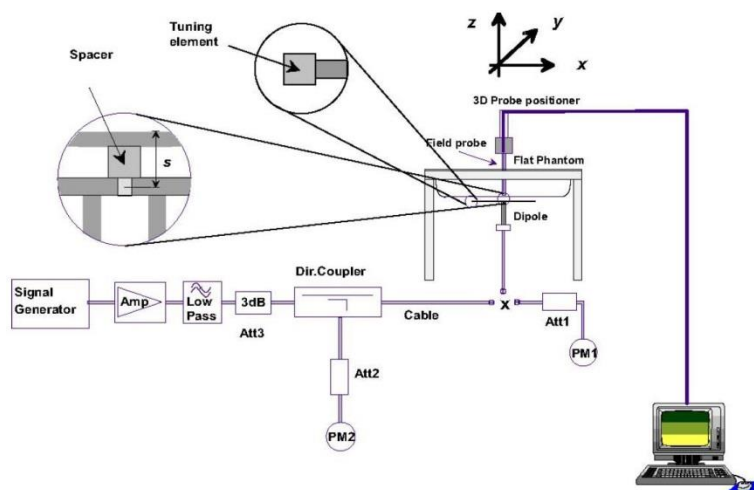 Tuning
element
Spacer
s
z
y
x
3D Probe positioner
Field probe
Flat Phantom
Dipole
Signal
Generator
Amp
Low
Pass
3dB
Att3
Dir.Coupler
Cable
x
Att1
PM1
Att2
PM2